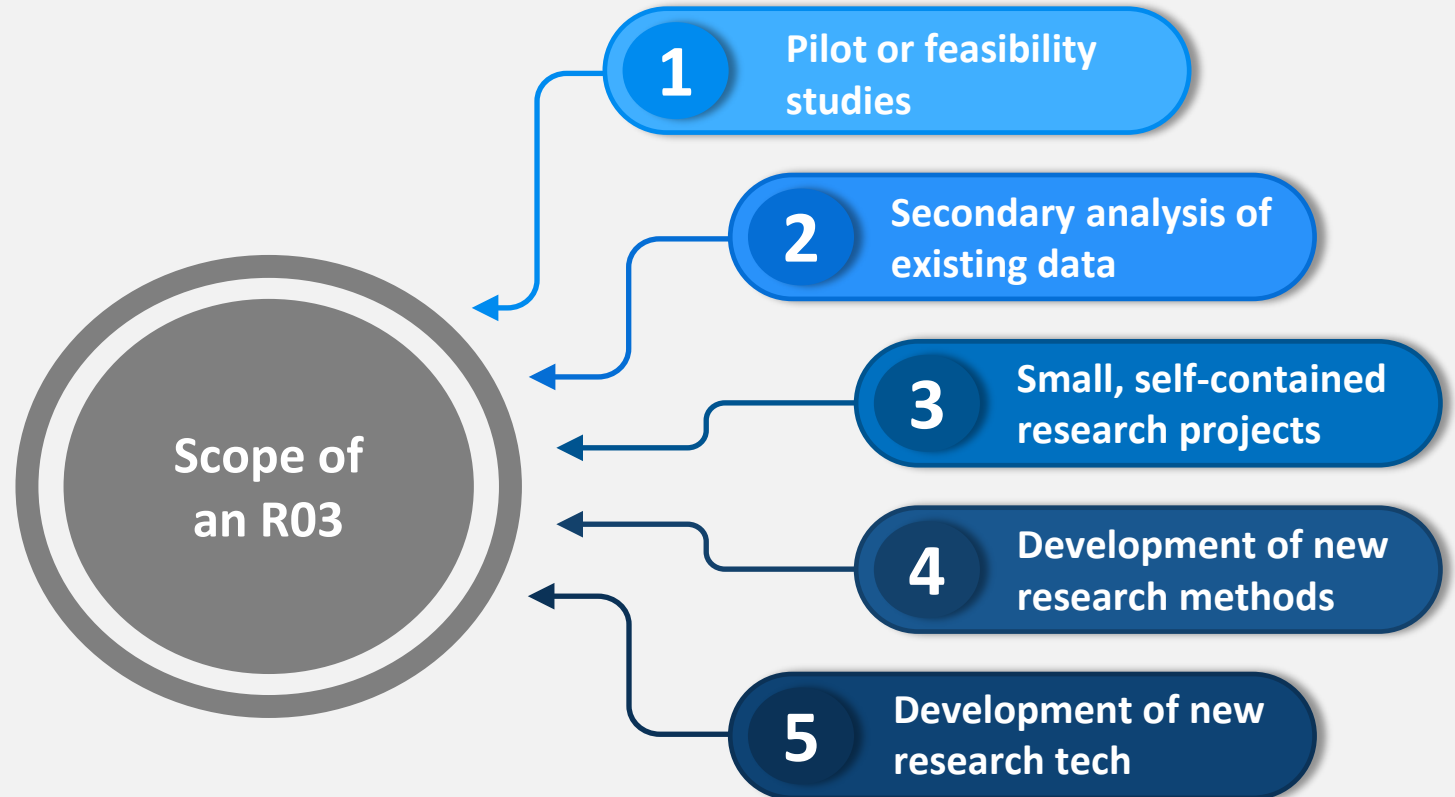 1
Pilot or feasibility
studies
2
Secondary analysis of
existing data
3
Small, self-contained
research projects
Scope of
an R03
4
Development of new
research methods
5
Development of new
research tech